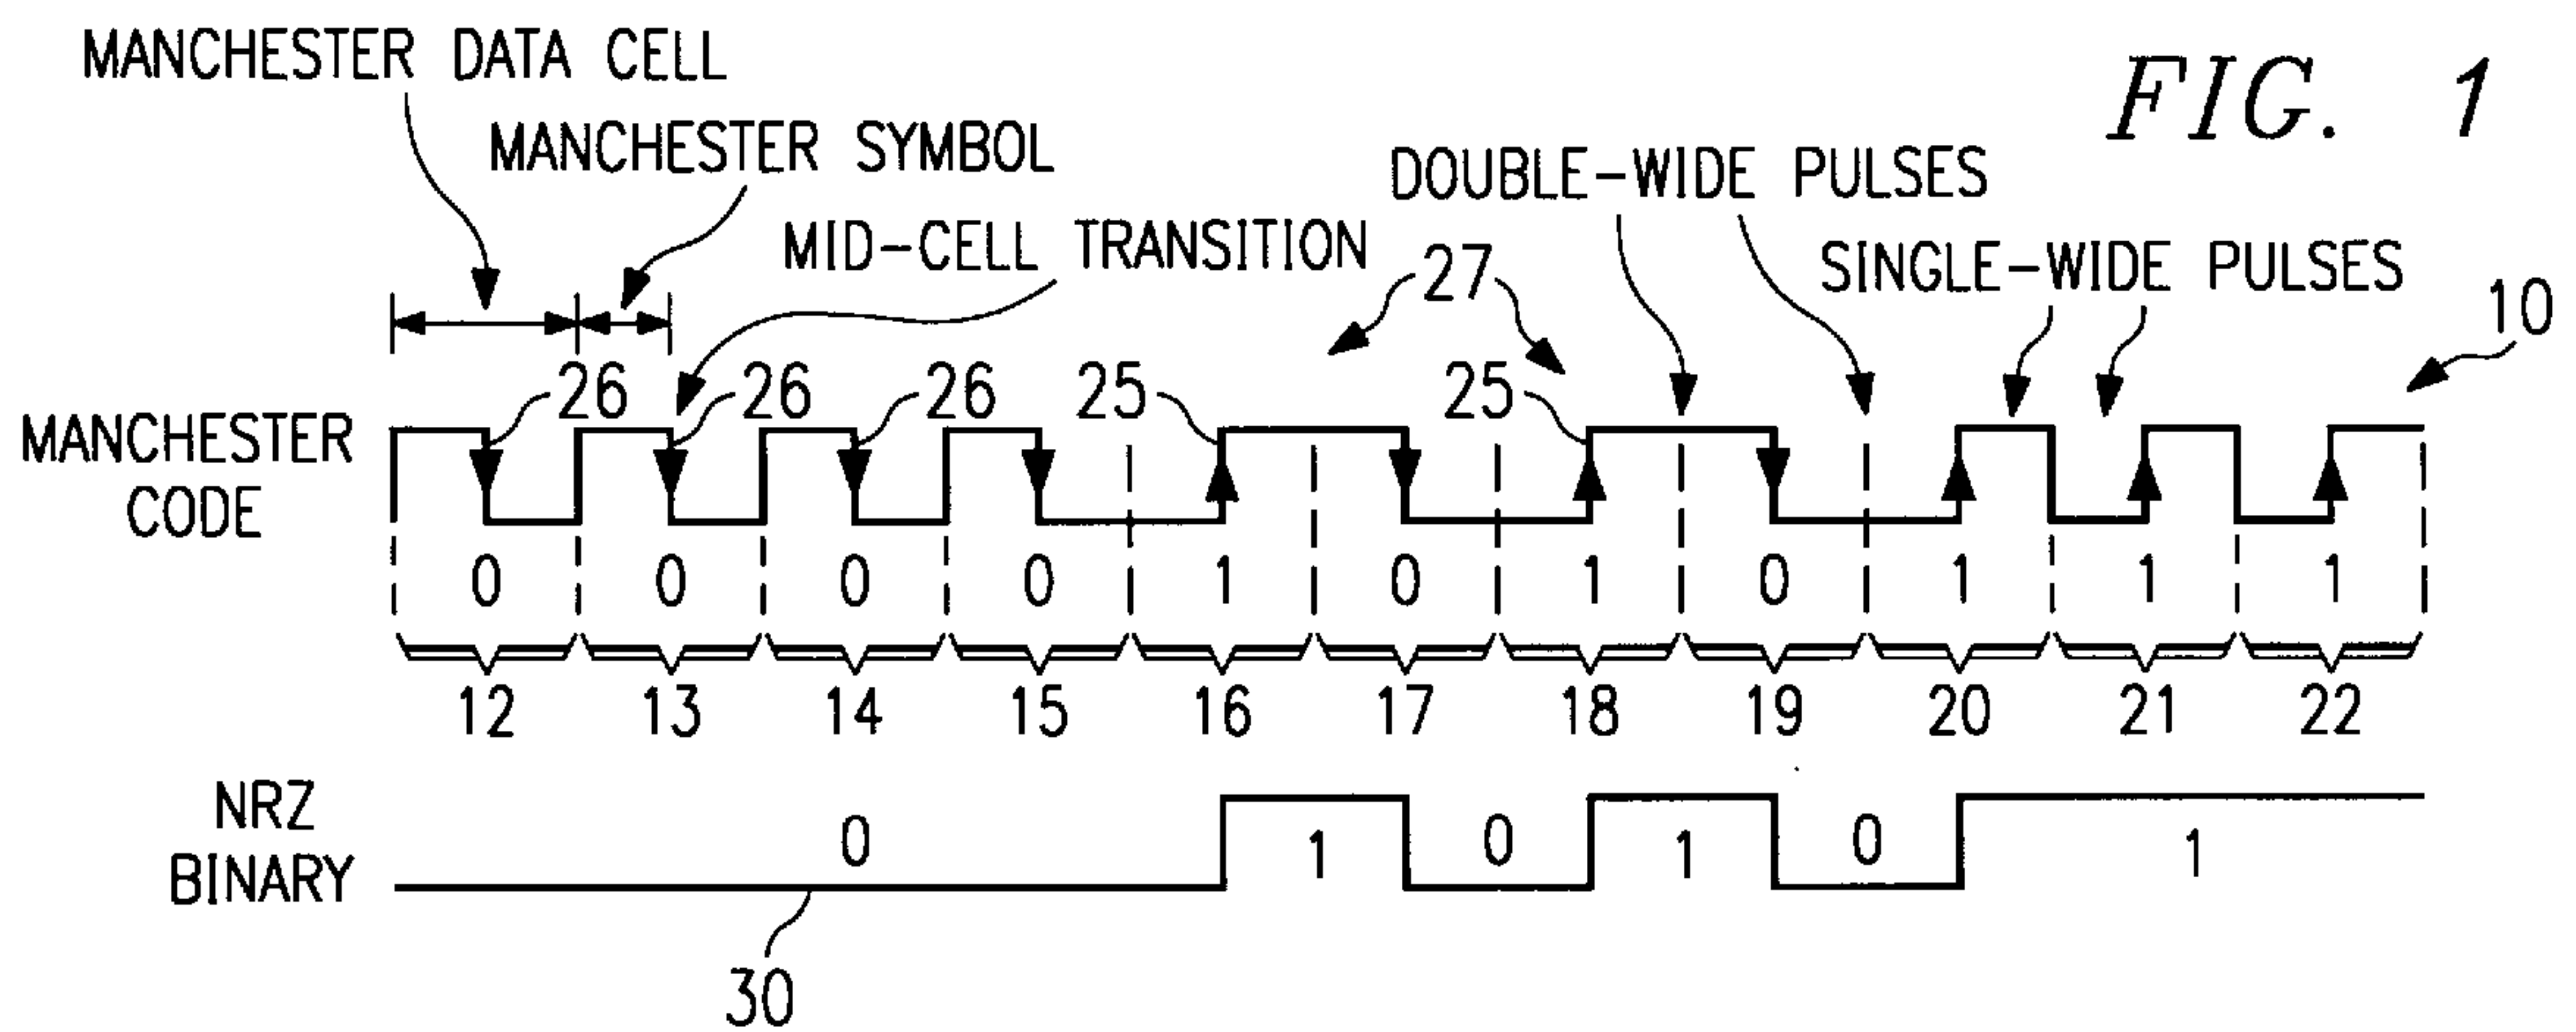 MANCHESTER DATA CELL
FIG. 1
MANCHESTER SYMBOL
DOUBLE-WIDE PULSES
MID-CELL TRANSITION
27
SINGLE-WIDE PULSES
10
26 26 26 25 25
MANCHESTER
CODE
0 0 0 0 1 0 1 0 1 1 1
12 13 14 15 16 17 18 19 20 21 22
NRZ
BINARY
0 1 0 1 0 1
30